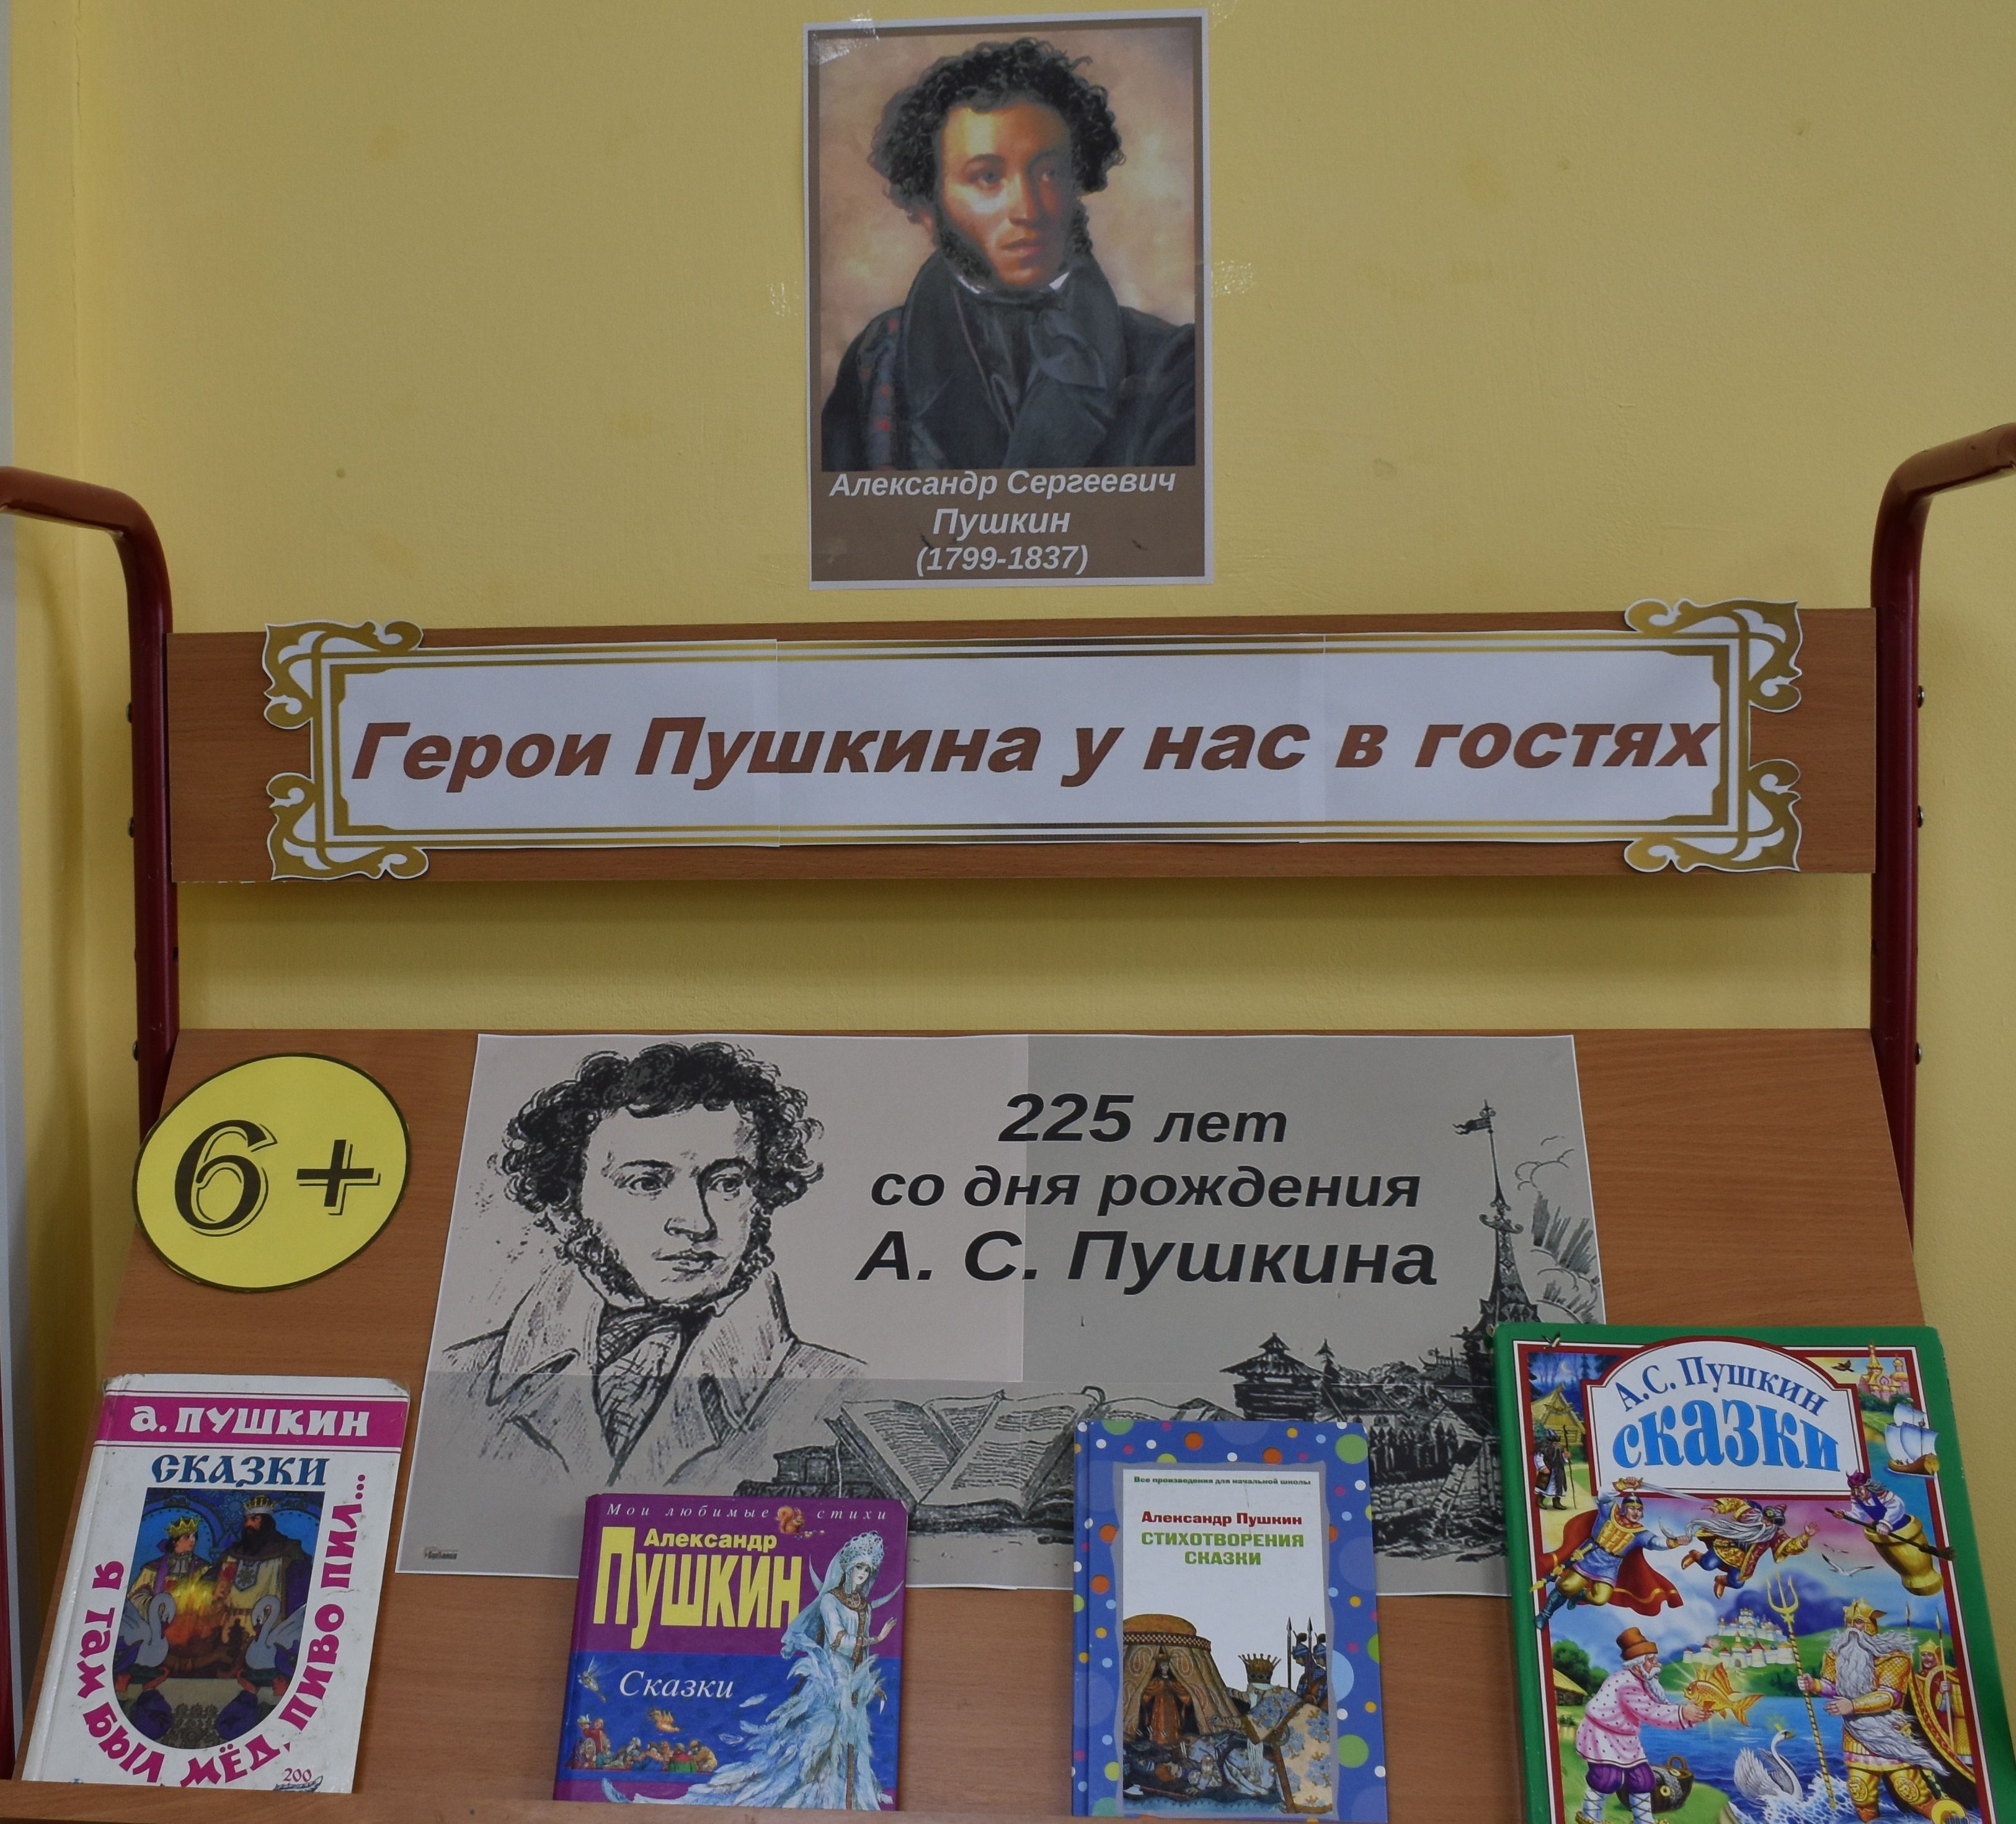 Александр Сергеевич
Пушкин
(1799-1837)
Герои Пушкина у нас в гостях
6+
225 лет
со дня рождения
А. С. Пушкина
а. ПУШКИН
СКАЗКИ
Я ТАМ БЫЛ МЁД, ПИВО ПИЛ...
200
Мои любимые стихи
Александр
ПУШКИН
Сказки
Все произведения для начальной школы
Александр Пушкин
СТИХОТВОРЕНИЯ
СКАЗКИ
А.С. Пушкин
сказки